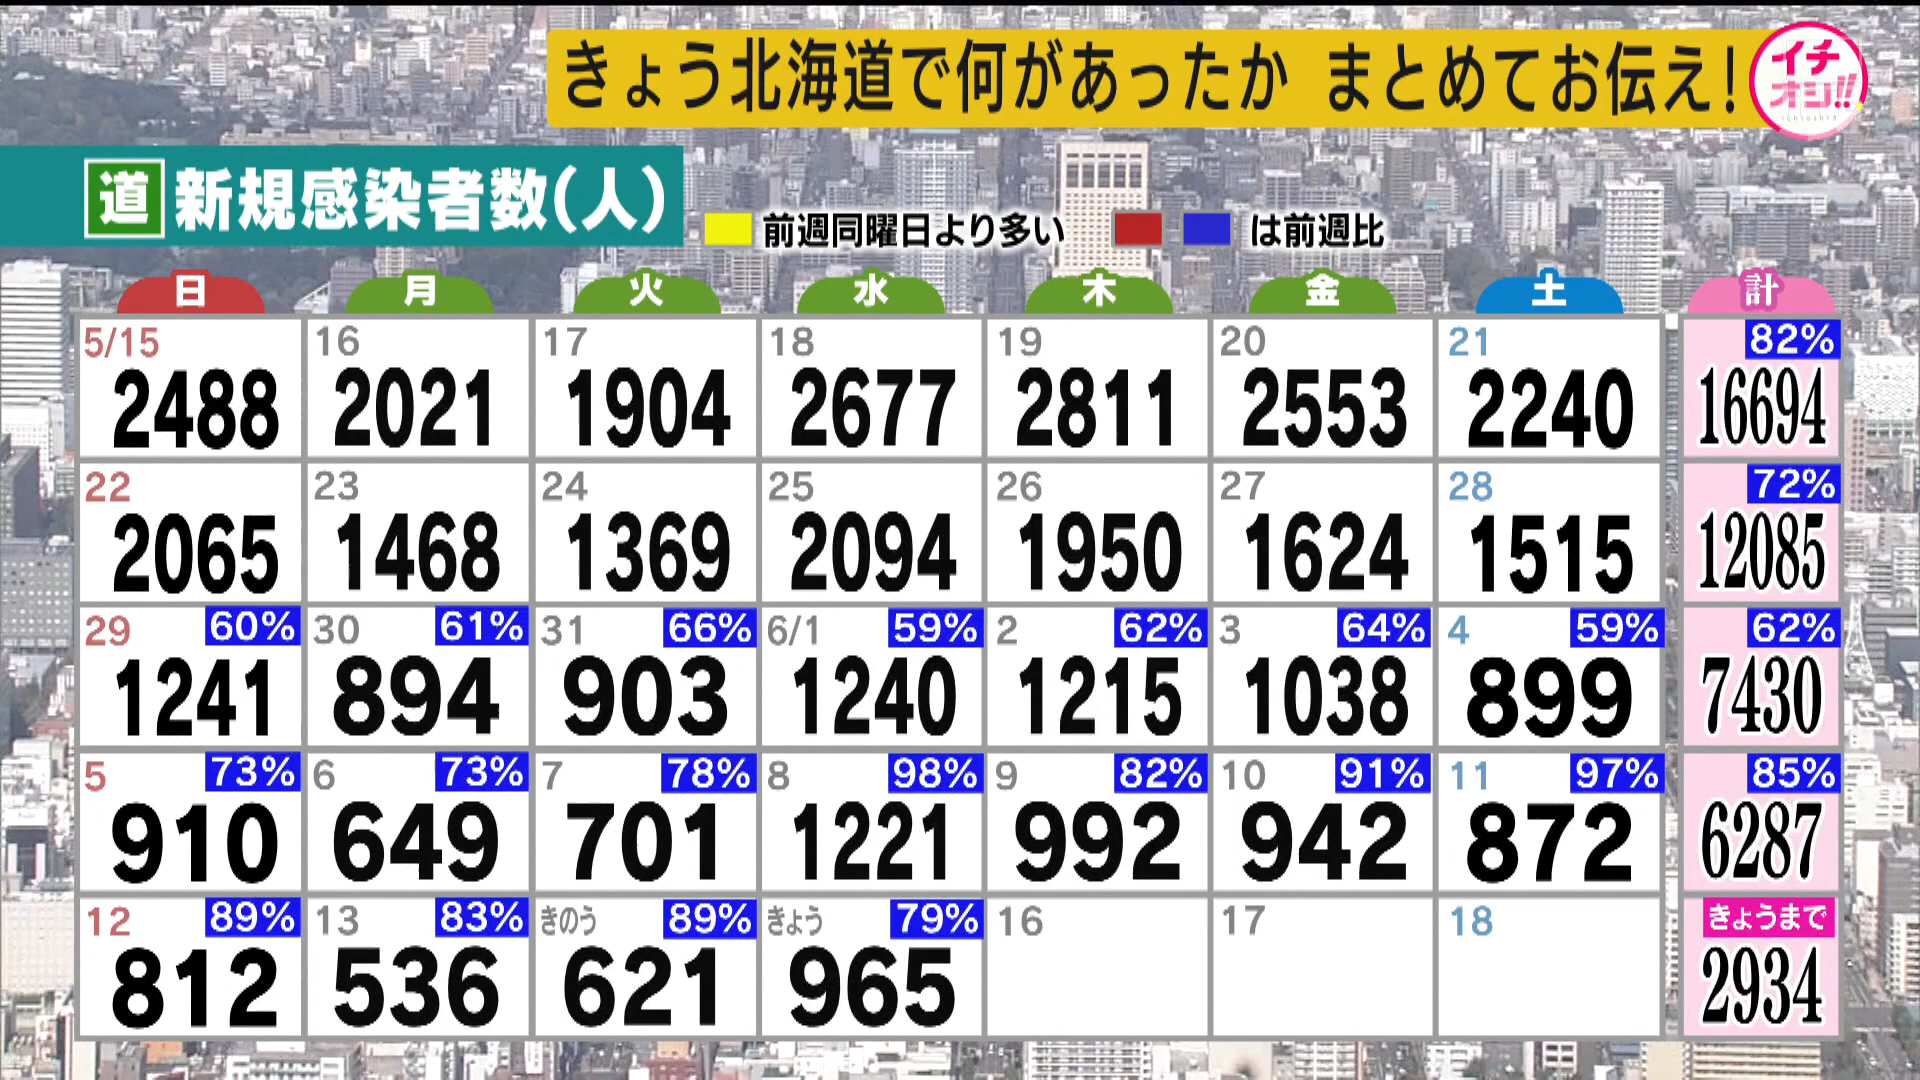 きょう北海道で何があったか まとめてお伝え!
イチオシ!!
道 新規感染者数(人)
前週同曜日より多い は前週比
日 月 火 水 木 金 土 計
5/15 16 17 18 19 20 21 82%
2488 2021 1904 2677 2811 2553 2240 16694
22 23 24 25 26 27 28 72%
2065 1468 1369 2094 1950 1624 1515 12085
29 60% 30 61% 31 66% 6/1 59% 2 62% 3 64% 4 59% 62%
1241 894 903 1240 1215 1038 899 7430
5 73% 6 73% 7 78% 8 98% 9 82% 10 91% 11 97% 85%
910 649 701 1221 992 942 872 6287
12 89% 13 83% きのう 89% きょう 79% 16 17 18 きょうまで
812 536 621 965 2934